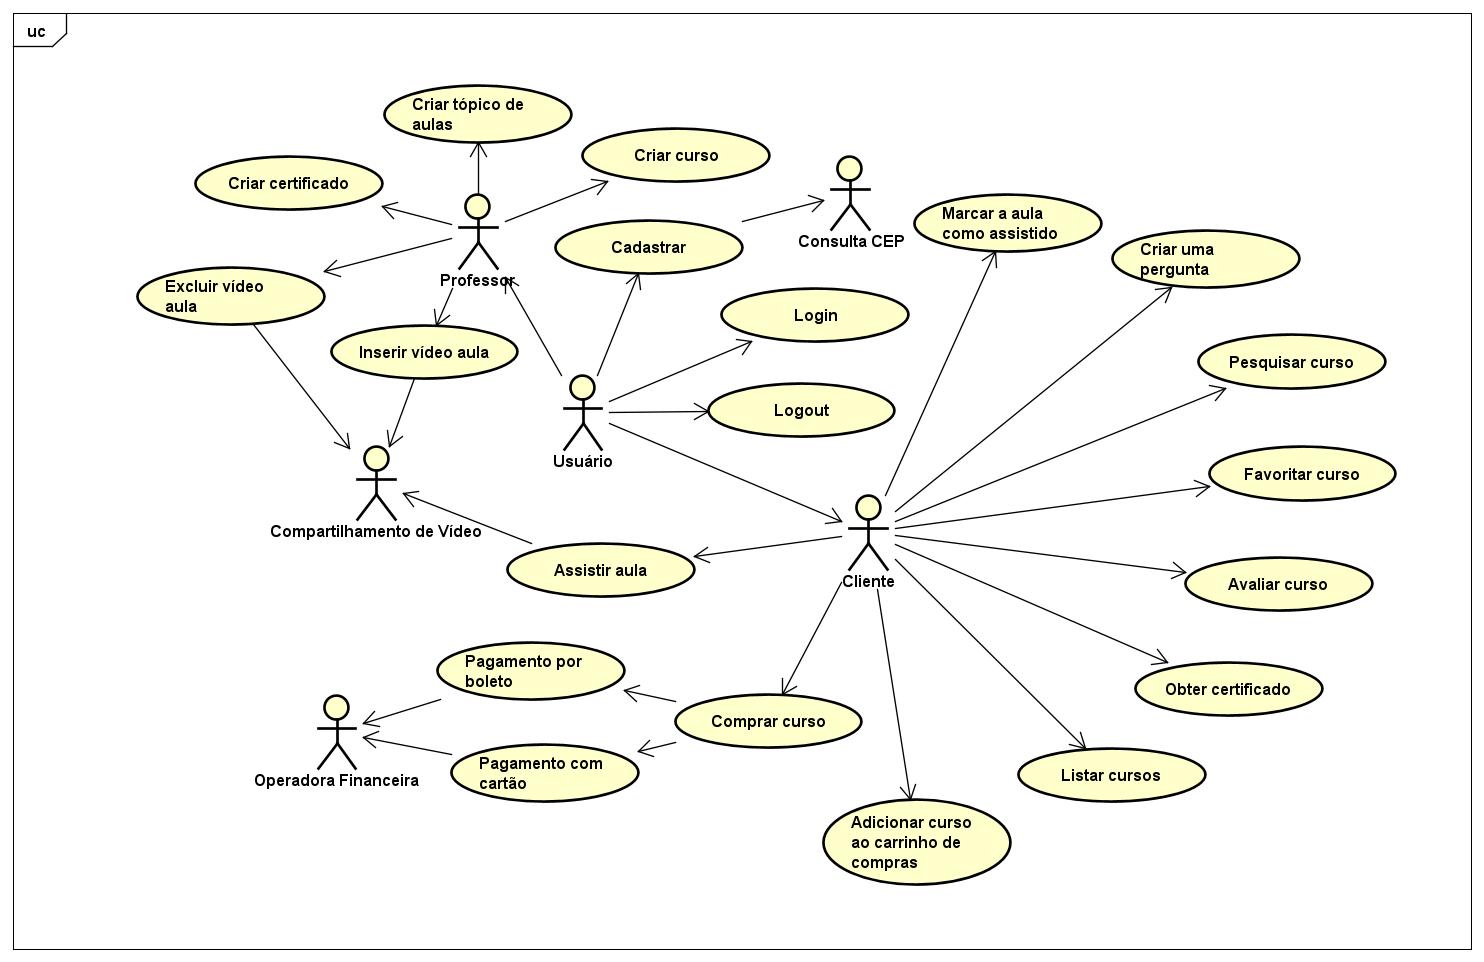 uc
Criar tópico de
aulas
Criar curso
Criar certificado
Consulta CEP
Marcar a aula
como assistido
Cadastrar
Criar uma
pergunta
Professor
Excluir vídeo
aula
Login
Inserir vídeo aula
Pesquisar curso
Logout
Usuário
Favoritar curso
Compartilhamento de Vídeo
Assistir aula
Cliente
Avaliar curso
Pagamento por
boleto
Obter certificado
Comprar curso
Operadora Financeira
Pagamento com
cartão
Listar cursos
Adicionar curso
ao carrinho de
compras